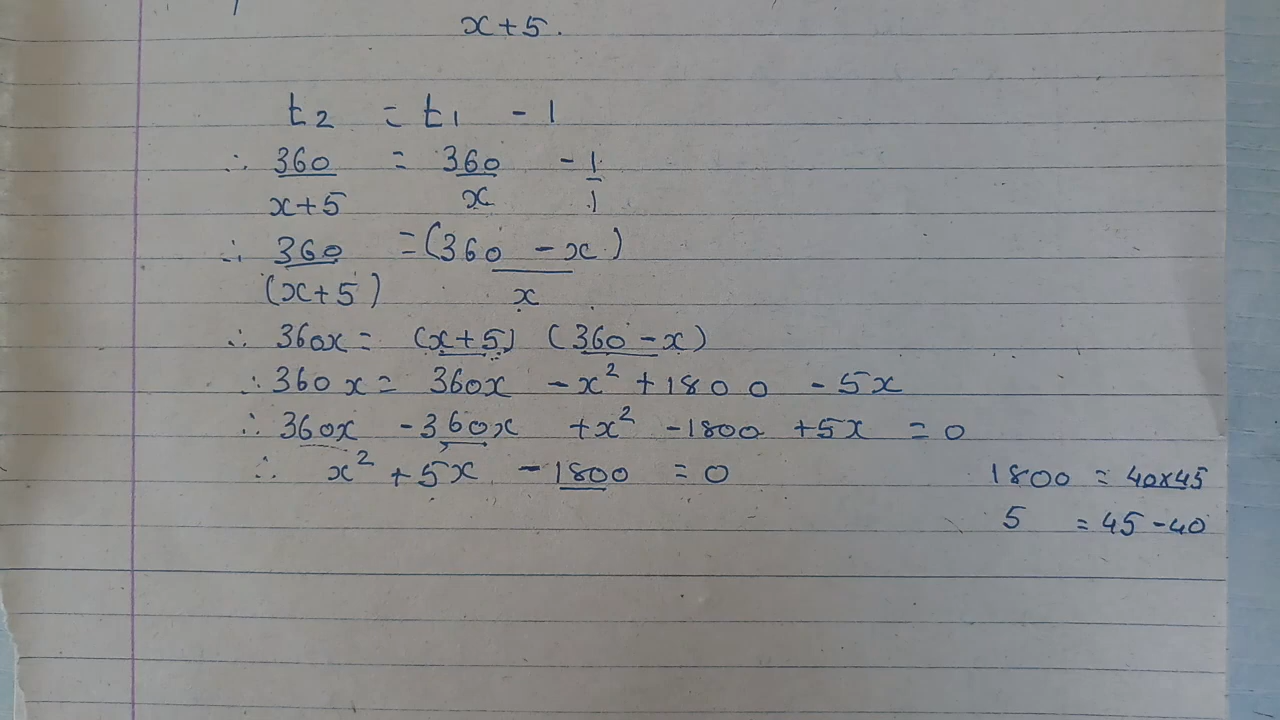 x+5.
t2 = t1 - 1
∴ 360/x+5 = 360/x - 1/1
∴ 360/(x+5) = (360 - x)/x
∴ 360x = (x+5) (360 - x)
∴ 360x = 360x - x² + 1800 - 5x
∴ 360x - 360x + x² - 1800 + 5x = 0
∴ x² + 5x - 1800 = 0
1800 = 40x45
5 = 45 - 40